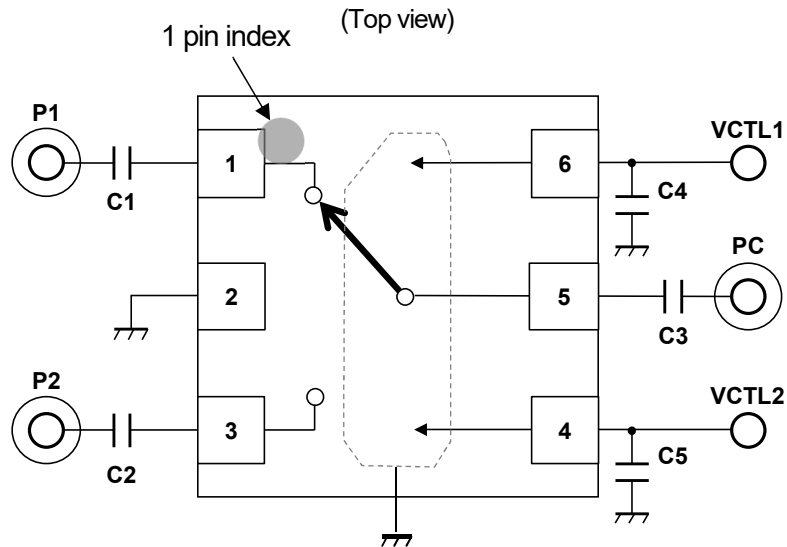 (Top view)
1 pin index
P1
VCTL1
1
6
C1
C4
PC
2
5
C3
P2
VCTL2
3
4
C2
C5